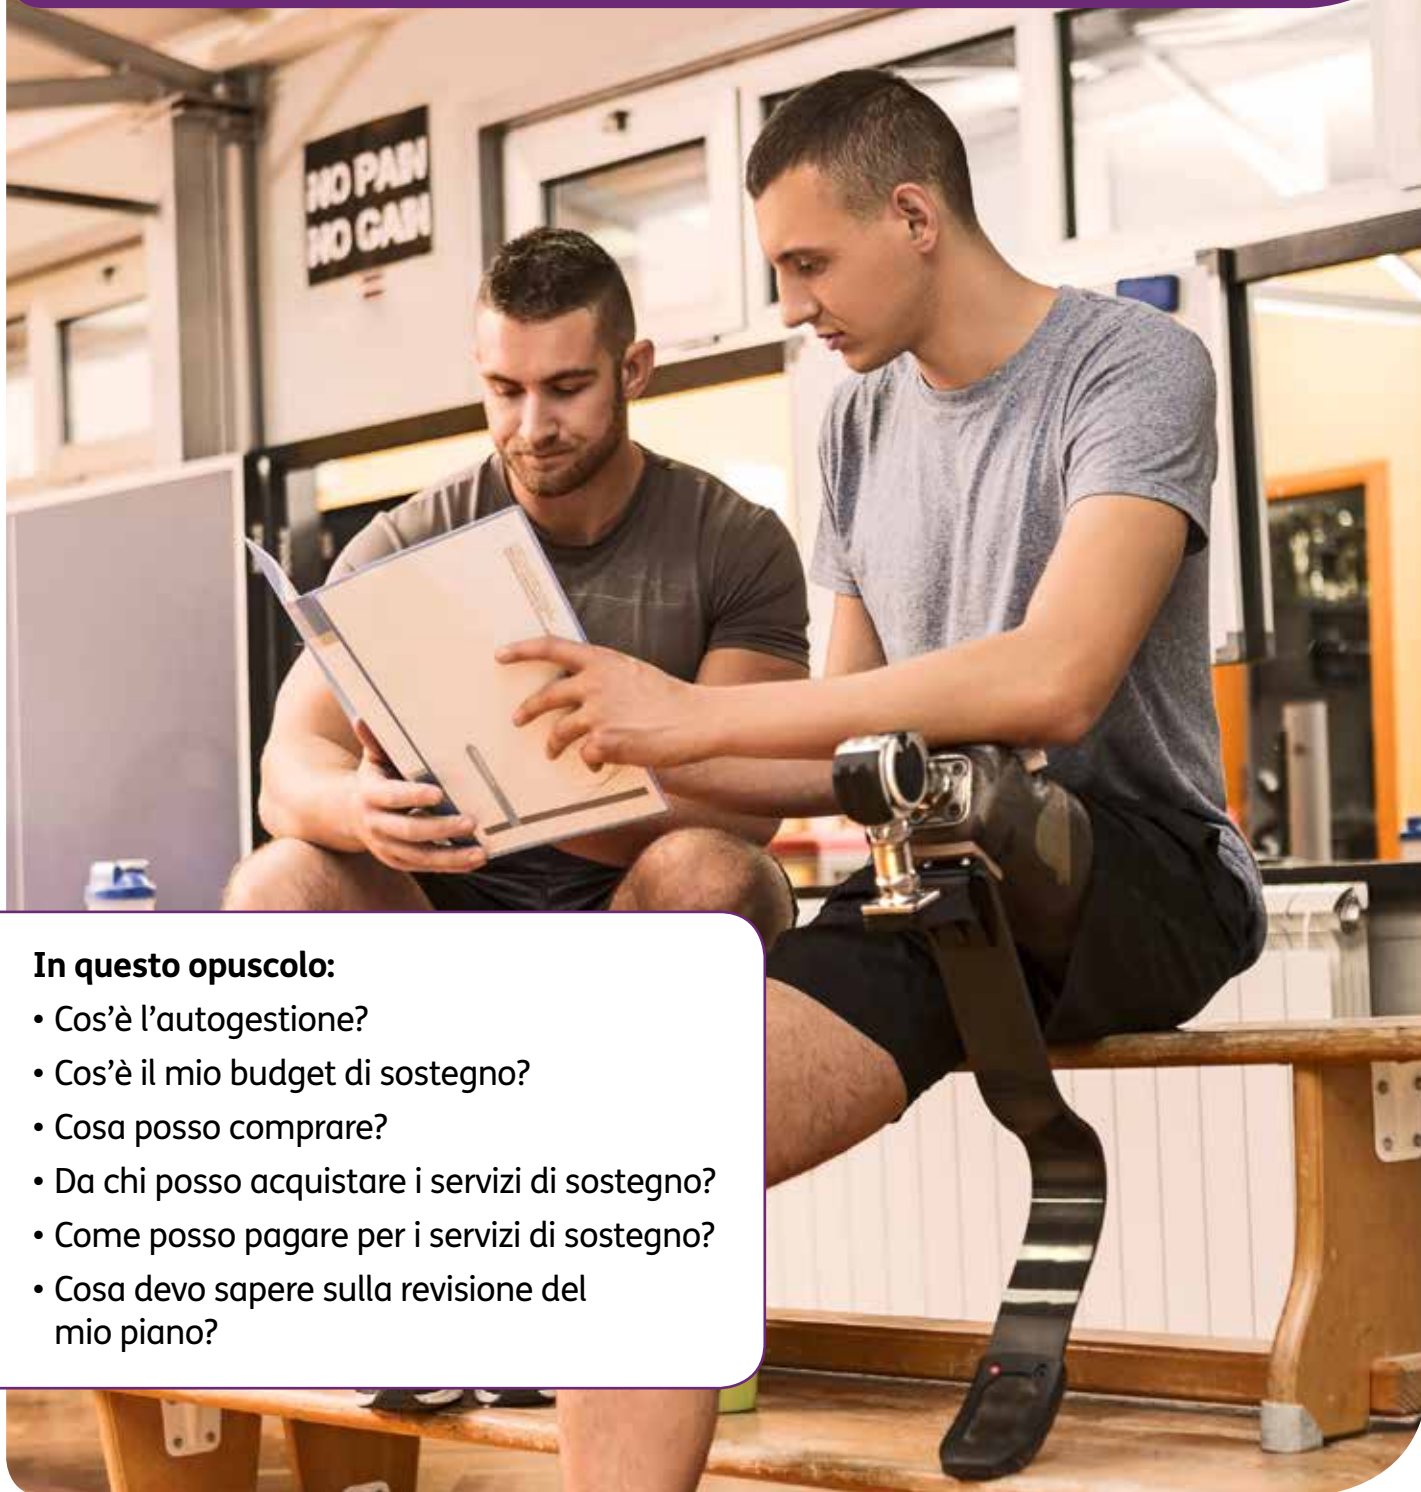 NO PAIN
NO GAIN
In questo opuscolo:
• Cos’è l’autogestione?
• Cos’è il mio budget di sostegno?
• Cosa posso comprare?
• Da chi posso acquistare i servizi di sostegno?
• Come posso pagare per i servizi di sostegno?
• Cosa devo sapere sulla revisione del
mio piano?